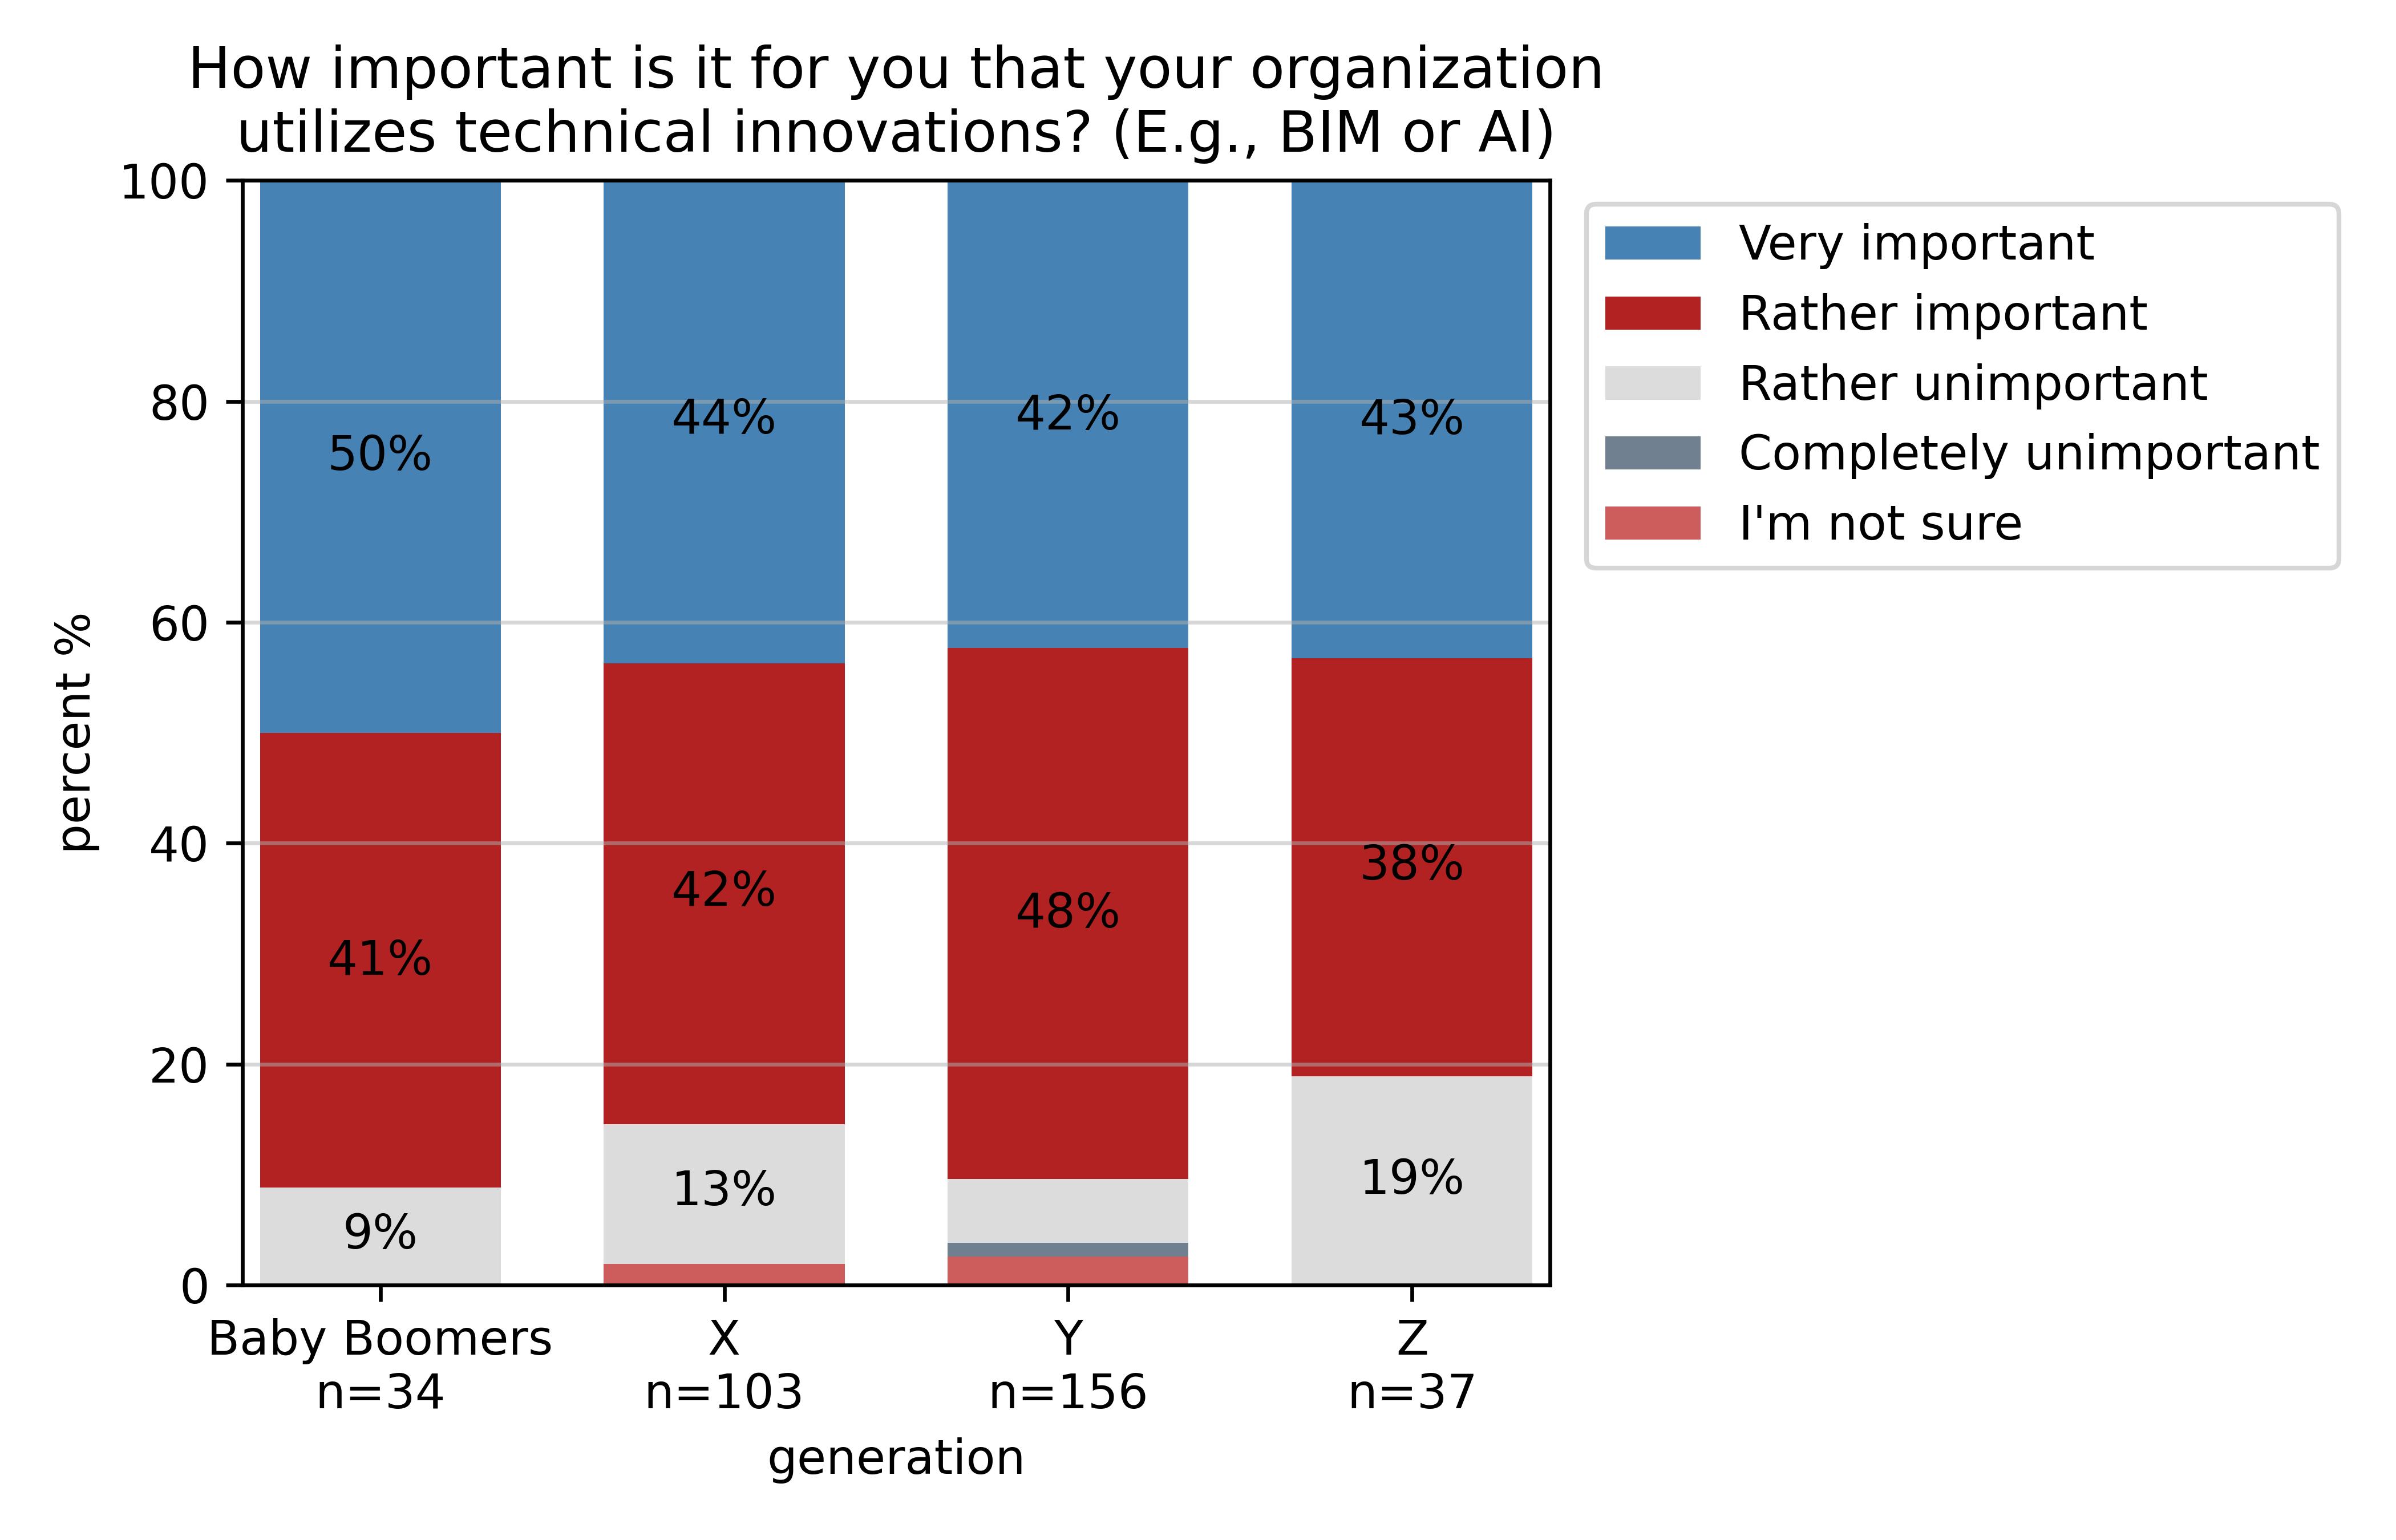 How important is it for you that your organization
utilizes technical innovations? (E.g., BIM or AI)
percent %
100
80
60
40
20
0
50%
41%
9%
44%
42%
13%
42%
48%
43%
38%
19%
Baby Boomers
n=34
X
n=103
Y
n=156
Z
n=37
generation
Very important
Rather important
Rather unimportant
Completely unimportant
I'm not sure